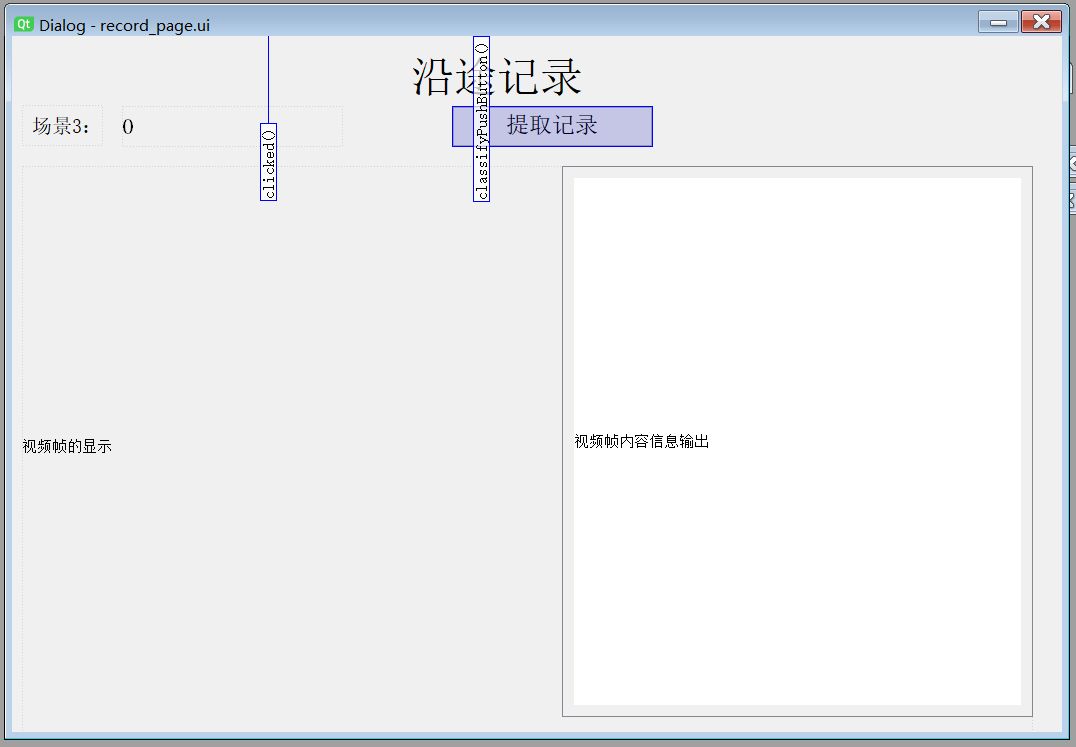 Qt Dialog - record_page.ui
沿途记录
场景3：
0
提取记录
clicked()
classifyPushButton()
视频帧的显示
视频帧内容信息输出